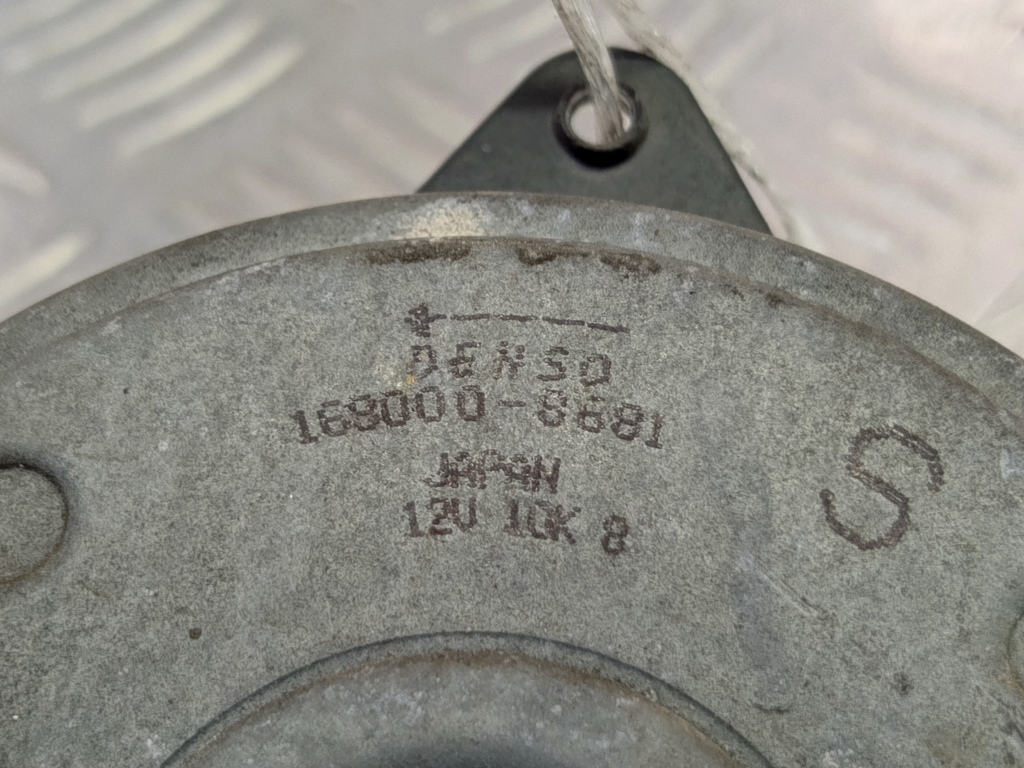 DENSO
168000-8681
JAPAN
12V 10K 8
S